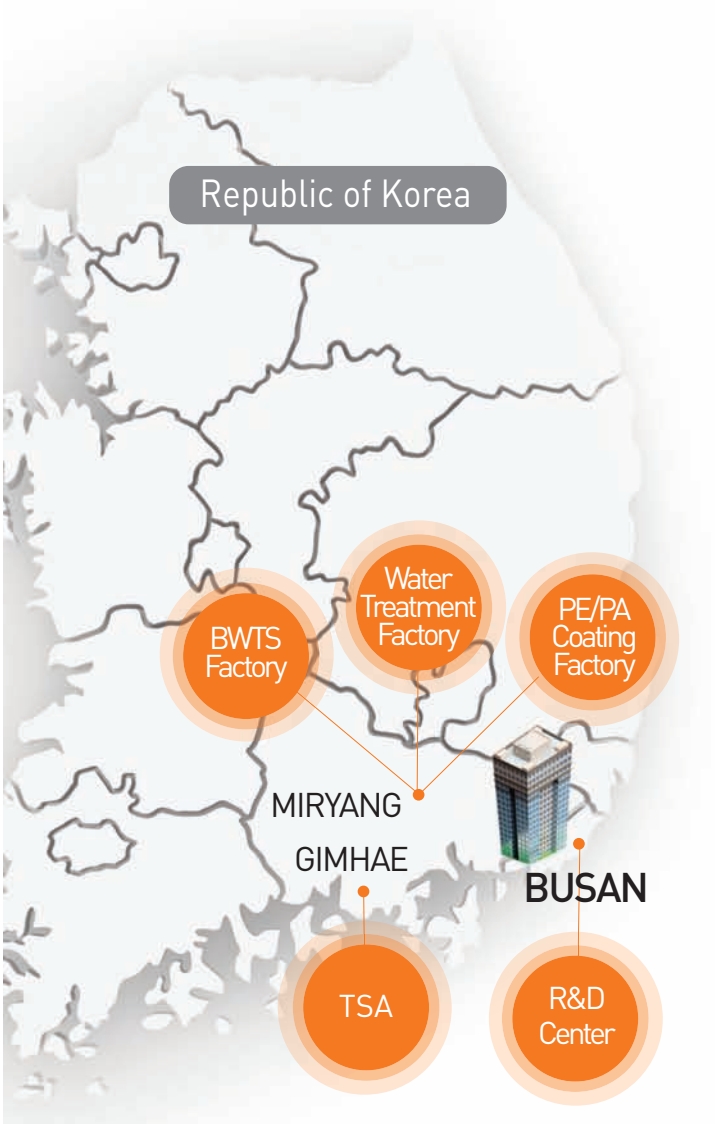 Republic of Korea
Water
Treatment
Factory
BWTS
Factory
PE/PA
Coating
Factory
MIRYANG
GIMHAE
BUSAN
TSA
R&D
Center